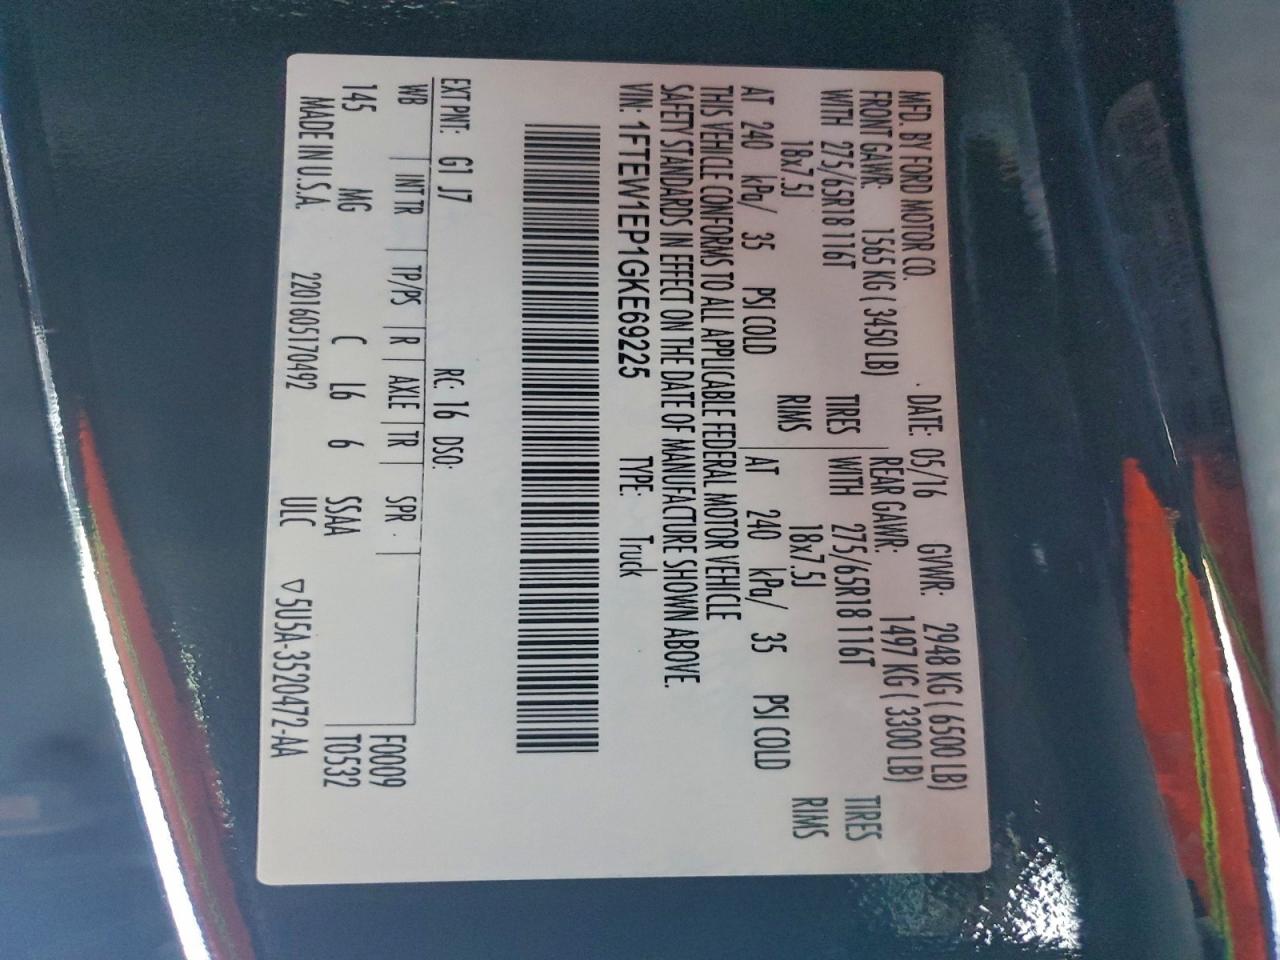 MFD. BY FORD MOTOR CO.
DATE: 05/16 GVWR: 2948 KG ( 6500 LB)
FRONT GAWR: 1565 KG ( 3450 LB) REAR GAWR: 1497 KG ( 3300 LB)
WITH 275/65R18 116T TIRES WITH 275/65R18 116T TIRES
18x7.5J RIMS 18x7.5J RIMS
AT 240 kPa/ 35 PSI COLD AT 240 kPa/ 35 PSI COLD
THIS VEHICLE CONFORMS TO ALL APPLICABLE FEDERAL MOTOR VEHICLE
SAFETY STANDARDS IN EFFECT ON THE DATE OF MANUFACTURE SHOWN ABOVE.
VIN: 1FTEW1EP1GKE69225 TYPE: Truck
EXT PNT: G1 J7 RC: 16 DSO:
WB INT TR TP/PS R AXLE TR SPR F0009
145 MG C L6 6 SSAA T0532
MADE IN U.S.A. 2201605170492 ULC ▽5U5A-3520472-AA